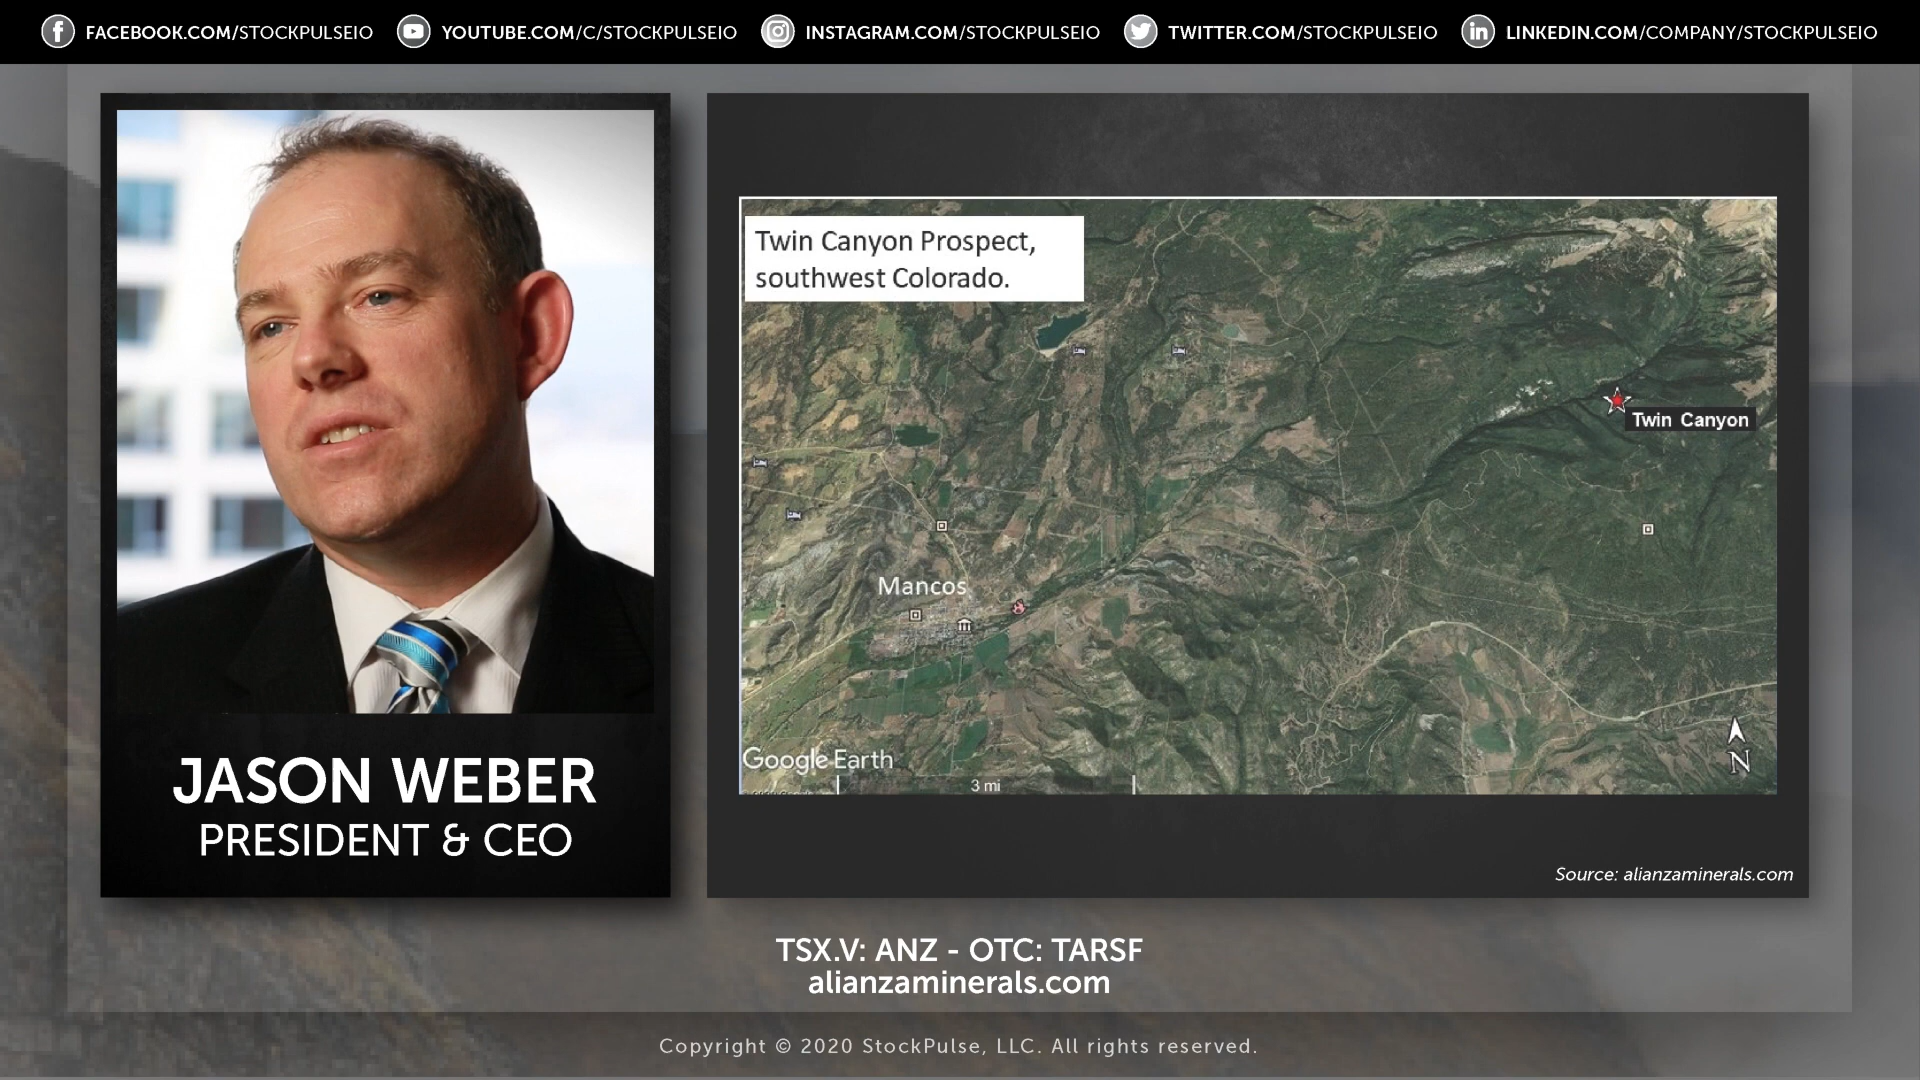 FACEBOOK.COM/STOCKPULSEIO YOUTUBE.COM/C/STOCKPULSEIO INSTAGRAM.COM/STOCKPULSEIO TWITTER.COM/STOCKPULSEIO LINKEDIN.COM/COMPANY/STOCKPULSEIO
JASON WEBER
PRESIDENT & CEO
Twin Canyon Prospect,
southwest Colorado.
Twin Canyon
Mancos
Google Earth
3 mi
N
Source: alianzaminerals.com
TSX.V: ANZ - OTC: TARSF
alianzaminerals.com
Copyright © 2020 StockPulse, LLC. All rights reserved.